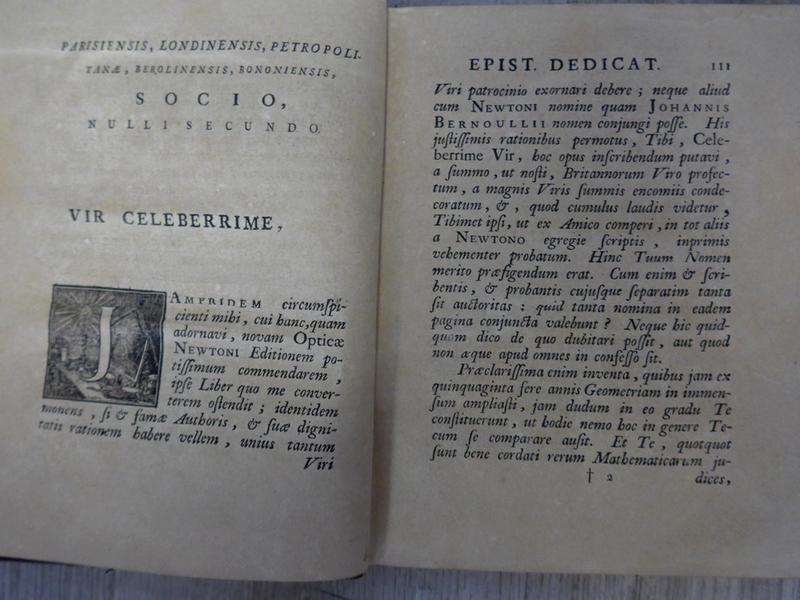 PARISIENSIS, LONDINENSIS, PETROPOLI-
TANÆ, BEROLINENSIS, BONONIENSIS,
SOCIO,
NULLI SECUNDO.
VIR CELEBERRIME,
JAMPRIDEM circumſpi-
cienti mihi, cui hanc, quam
adornavi, novam Opticæ
NEWTONI Editionem po-
tiſſimum commendarem,
ipſe Liber quo me conver-
terem oſtendit; identidem
monens, ſi & famæ Authoris, & ſuæ digni-
tatis rationem habere vellem, unius tantum
Viri
EPIST. DEDICAT. III
Viri patrocinio exornari debere; neque aliud
cum NEWTONI nomine quam JOHANNIS
BERNOULLII nomen conjungi poſſe. His
juſtiſſimis rationibus permotus, Tibi, Cele-
berrime Vir, hoc opus inſcribendum putavi,
a ſummo, ut noſti, Britannorum Viro profec-
tum, a magnis Viris ſummis encomiis conde-
coratum, &, quod cumulus laudis videtur,
Tibimet ipſi, ut ex Amico comperi, in tot aliis
a NEWTONO egregie ſcriptis, inprimis
vehementer probatum. Hinc Tuum Nomen
merito præfigendum erat. Cum enim & ſcri-
bentis, & probantis cujuſque ſeparatim tanta
ſit auctoritas: quid tanta nomina in eadem
pagina conjuncta valebunt? Neque hic quid-
quam dico de quo dubitari poſſit, aut quod
non æque apud omnes in confeſſo ſit.
Præclariſſima enim inventa, quibus jam ex
quinquaginta fere annis Geometriam in immen-
ſum ampliaſti, jam dudum in eo gradu Te
conſtituerunt, ut hodie nemo hoc in genere Te-
cum ſe comparare auſit. Et Te, quotquot
ſunt bene cordati rerum Mathematicarum ju-
† 2 dices,